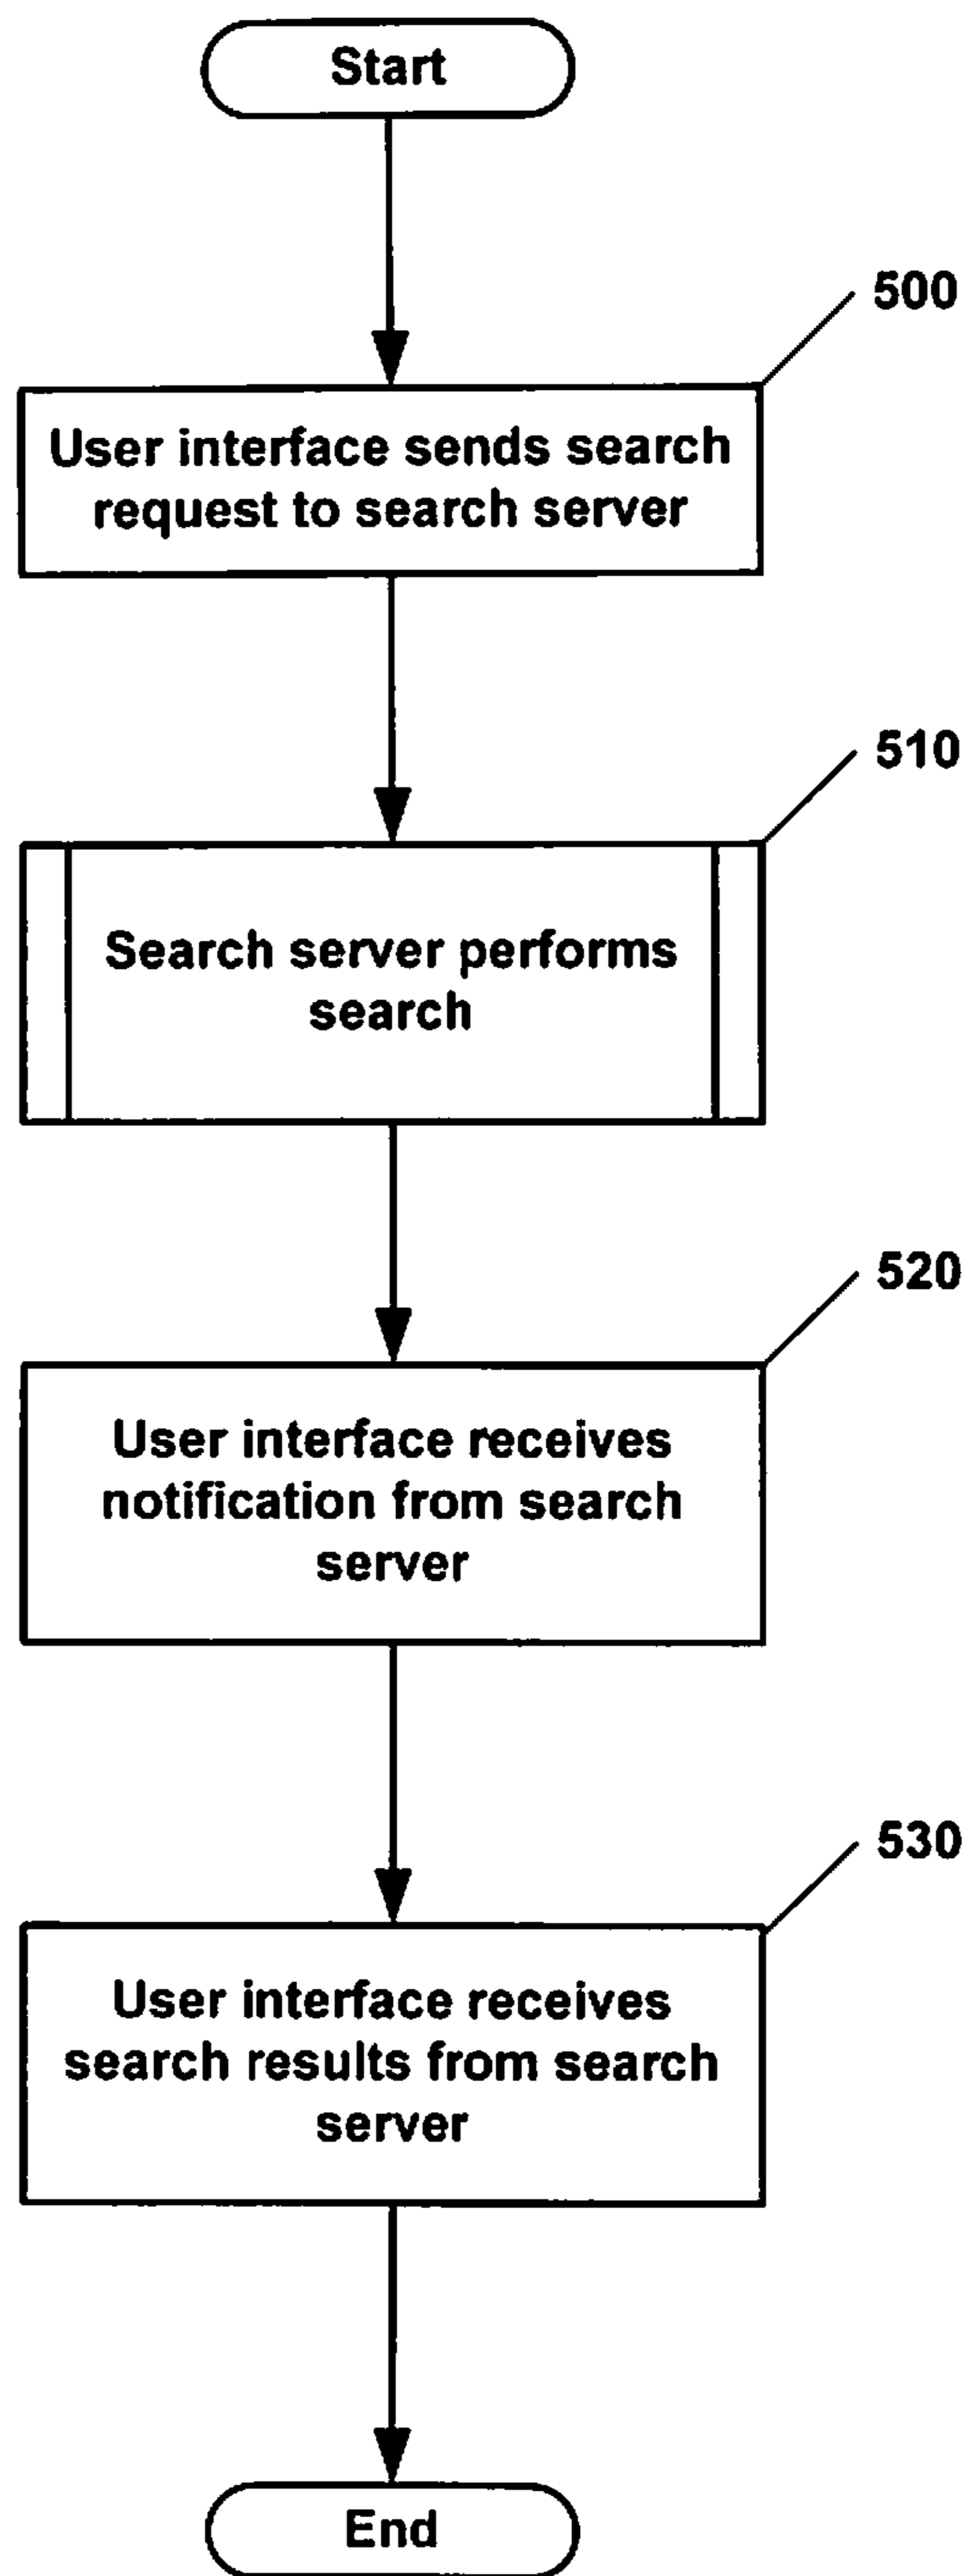 Start
500
User interface sends search
request to search server
510
Search server performs
search
520
User interface receives
notification from search
server
530
User interface receives
search results from search
server
End